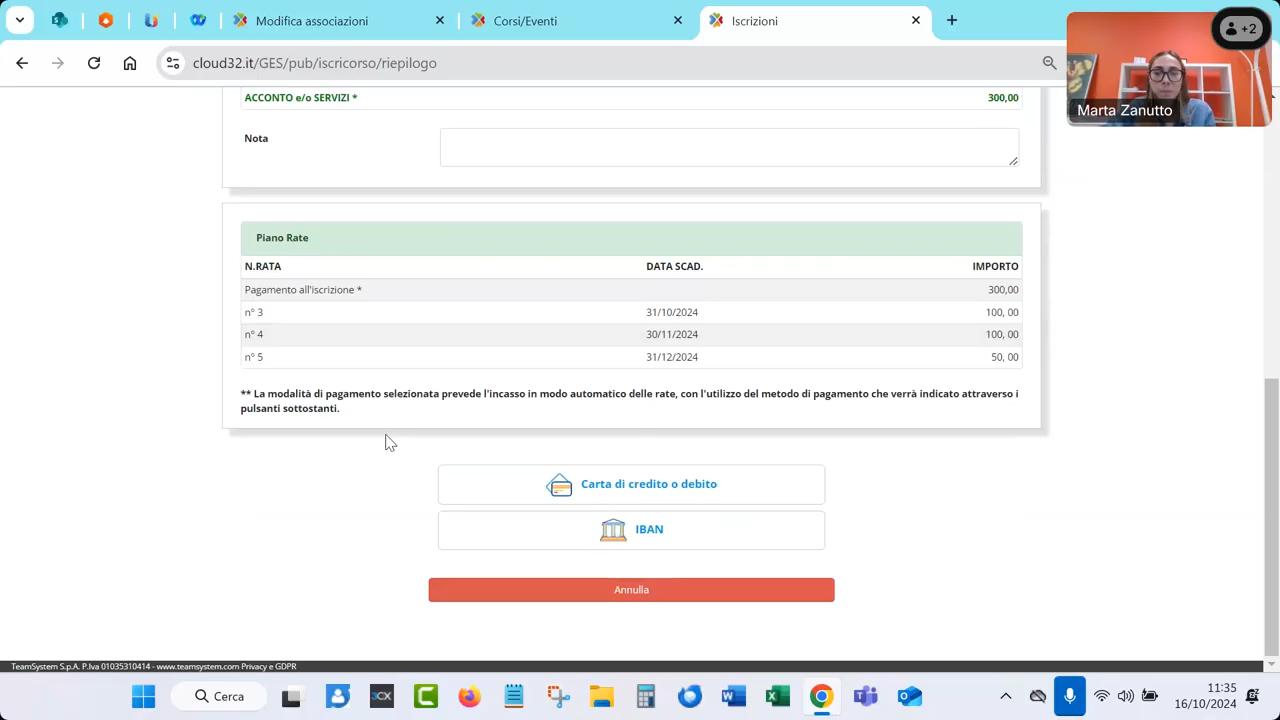 Modifica associazioni
Corsi/Eventi
Iscrizioni
+2
cloud32.it/GES/pub/iscricorso/riepilogo
Marta Zanutto
ACCONTO e/o SERVIZI * 300,00
Nota
Piano Rate
N.RATA DATA SCAD. IMPORTO
Pagamento all'iscrizione * 300,00
n° 3 31/10/2024 100, 00
n° 4 30/11/2024 100, 00
n° 5 31/12/2024 50, 00
** La modalità di pagamento selezionata prevede l'incasso in modo automatico delle rate, con l'utilizzo del metodo di pagamento che verrà indicato attraverso i
pulsanti sottostanti.
Carta di credito o debito
IBAN
Annulla
TeamSystem S.p.A. P.Iva 01035310414 - www.teamsystem.com Privacy e GDPR
Cerca
3CX
11:35
16/10/2024